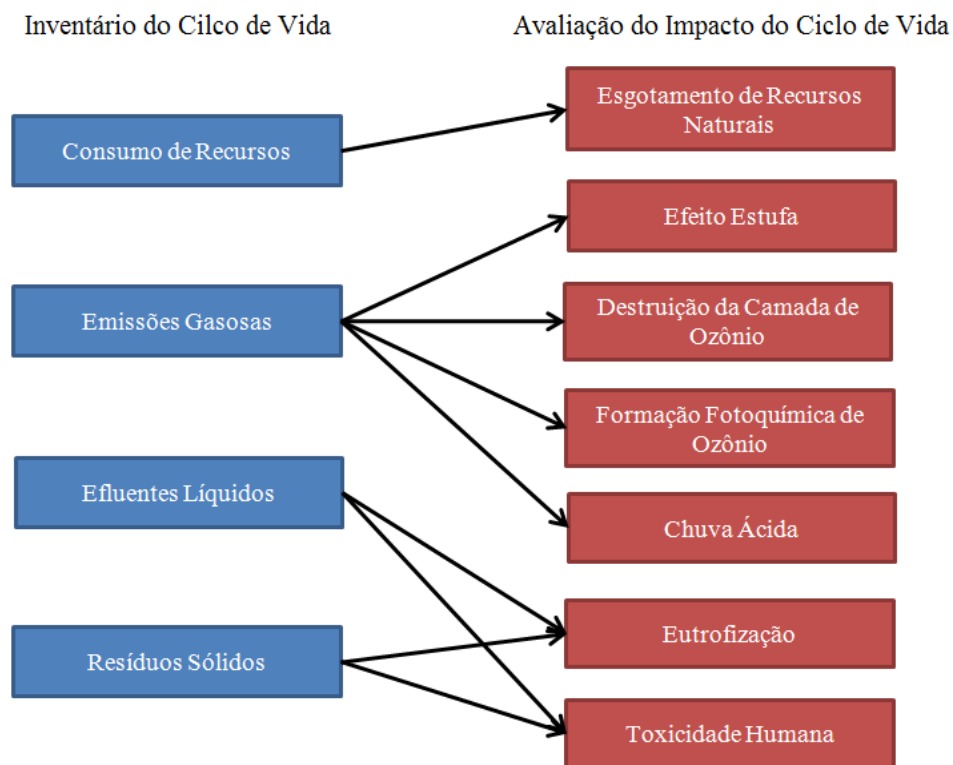 Inventário do Cilco de Vida
Avaliação do Impacto do Ciclo de Vida
Consumo de Recursos
Emissões Gasosas
Efluentes Líquidos
Resíduos Sólidos
Esgotamento de Recursos
Naturais
Efeito Estufa
Destruição da Camada de
Ozônio
Formação Fotoquímica de
Ozônio
Chuva Ácida
Eutrofização
Toxicidade Humana